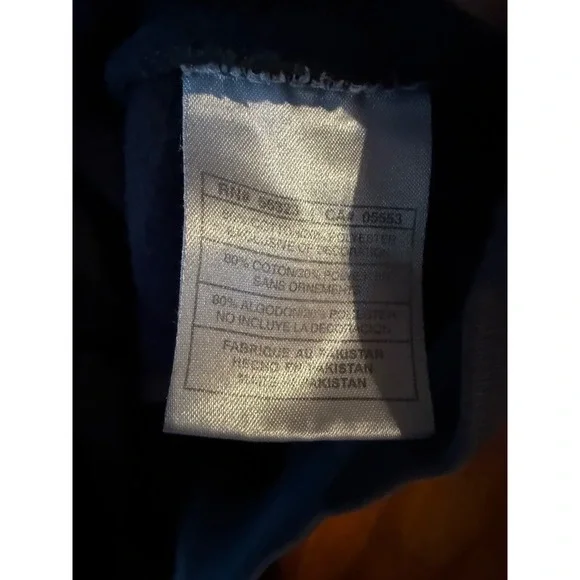 RN# 56323 CA# 05553
80% COTTON/20% POLYESTER
EXCLUSIVE OF DECORATION
80% COTON/20% POLYESTER
SANS ORNEMENTS
80% ALGODON/20% POLIESTER
NO INCLUYE LA DECORACION
FABRIQUE AU PAKISTAN
HECHO EN PAKISTAN
MADE IN PAKISTAN